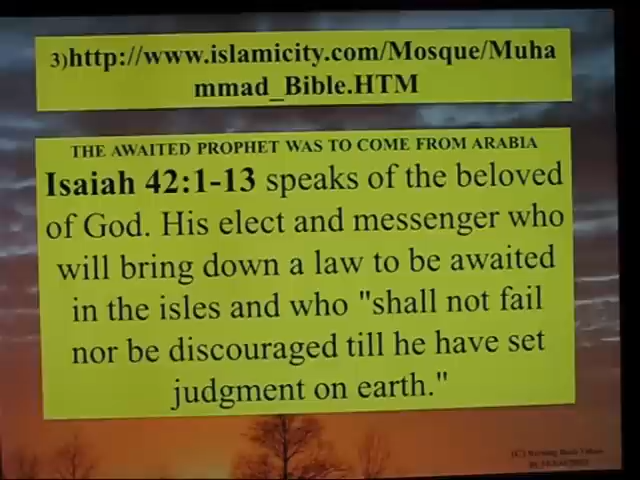 3)http://www.islamicity.com/Mosque/Muha
mmad_Bible.HTM
THE AWAITED PROPHET WAS TO COME FROM ARABIA
Isaiah 42:1-13 speaks of the beloved
of God. His elect and messenger who
will bring down a law to be awaited
in the isles and who "shall not fail
nor be discouraged till he have set
judgment on earth."